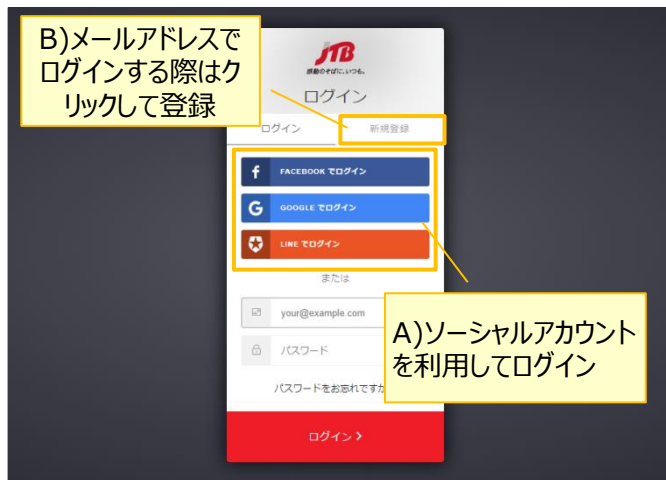 B)メールアドレスで
ログインする際はク
リックして登録
JTB
感動のそばに、いつも。
ログイン
ログイン
新規登録
f FACEBOOK でログイン
G GOOGLE でログイン
LINE でログイン
または
your@example.com
パスワード
A)ソーシャルアカウント
を利用してログイン
パスワードをお忘れですか
ログイン >